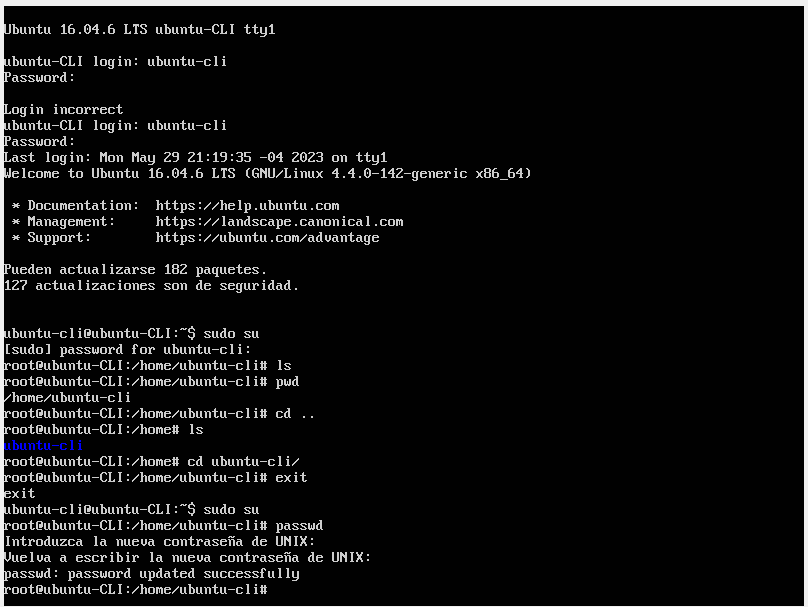 Ubuntu 16.04.6 LTS ubuntu-CLI tty1
ubuntu-CLI login: ubuntu-cli
Password:
Login incorrect
ubuntu-CLI login: ubuntu-cli
Password:
Last login: Mon May 29 21:19:35 -04 2023 on tty1
Welcome to Ubuntu 16.04.6 LTS (GNU/Linux 4.4.0-142-generic x86_64)
* Documentation:  https://help.ubuntu.com
* Management:     https://landscape.canonical.com
* Support:        https://ubuntu.com/advantage
Pueden actualizarse 182 paquetes.
127 actualizaciones son de seguridad.
ubuntu-cli@ubuntu-CLI:~$ sudo su
[sudo] password for ubuntu-cli:
root@ubuntu-CLI:/home/ubuntu-cli# ls
root@ubuntu-CLI:/home/ubuntu-cli# pwd
/home/ubuntu-cli
root@ubuntu-CLI:/home/ubuntu-cli# cd ..
root@ubuntu-CLI:/home# ls
ubuntu-cli
root@ubuntu-CLI:/home# cd ubuntu-cli/
root@ubuntu-CLI:/home/ubuntu-cli# exit
exit
ubuntu-cli@ubuntu-CLI:~$ sudo su
root@ubuntu-CLI:/home/ubuntu-cli# passwd
Introduzca la nueva contraseña de UNIX:
Vuelva a escribir la nueva contraseña de UNIX:
passwd: password updated successfully
root@ubuntu-CLI:/home/ubuntu-cli#